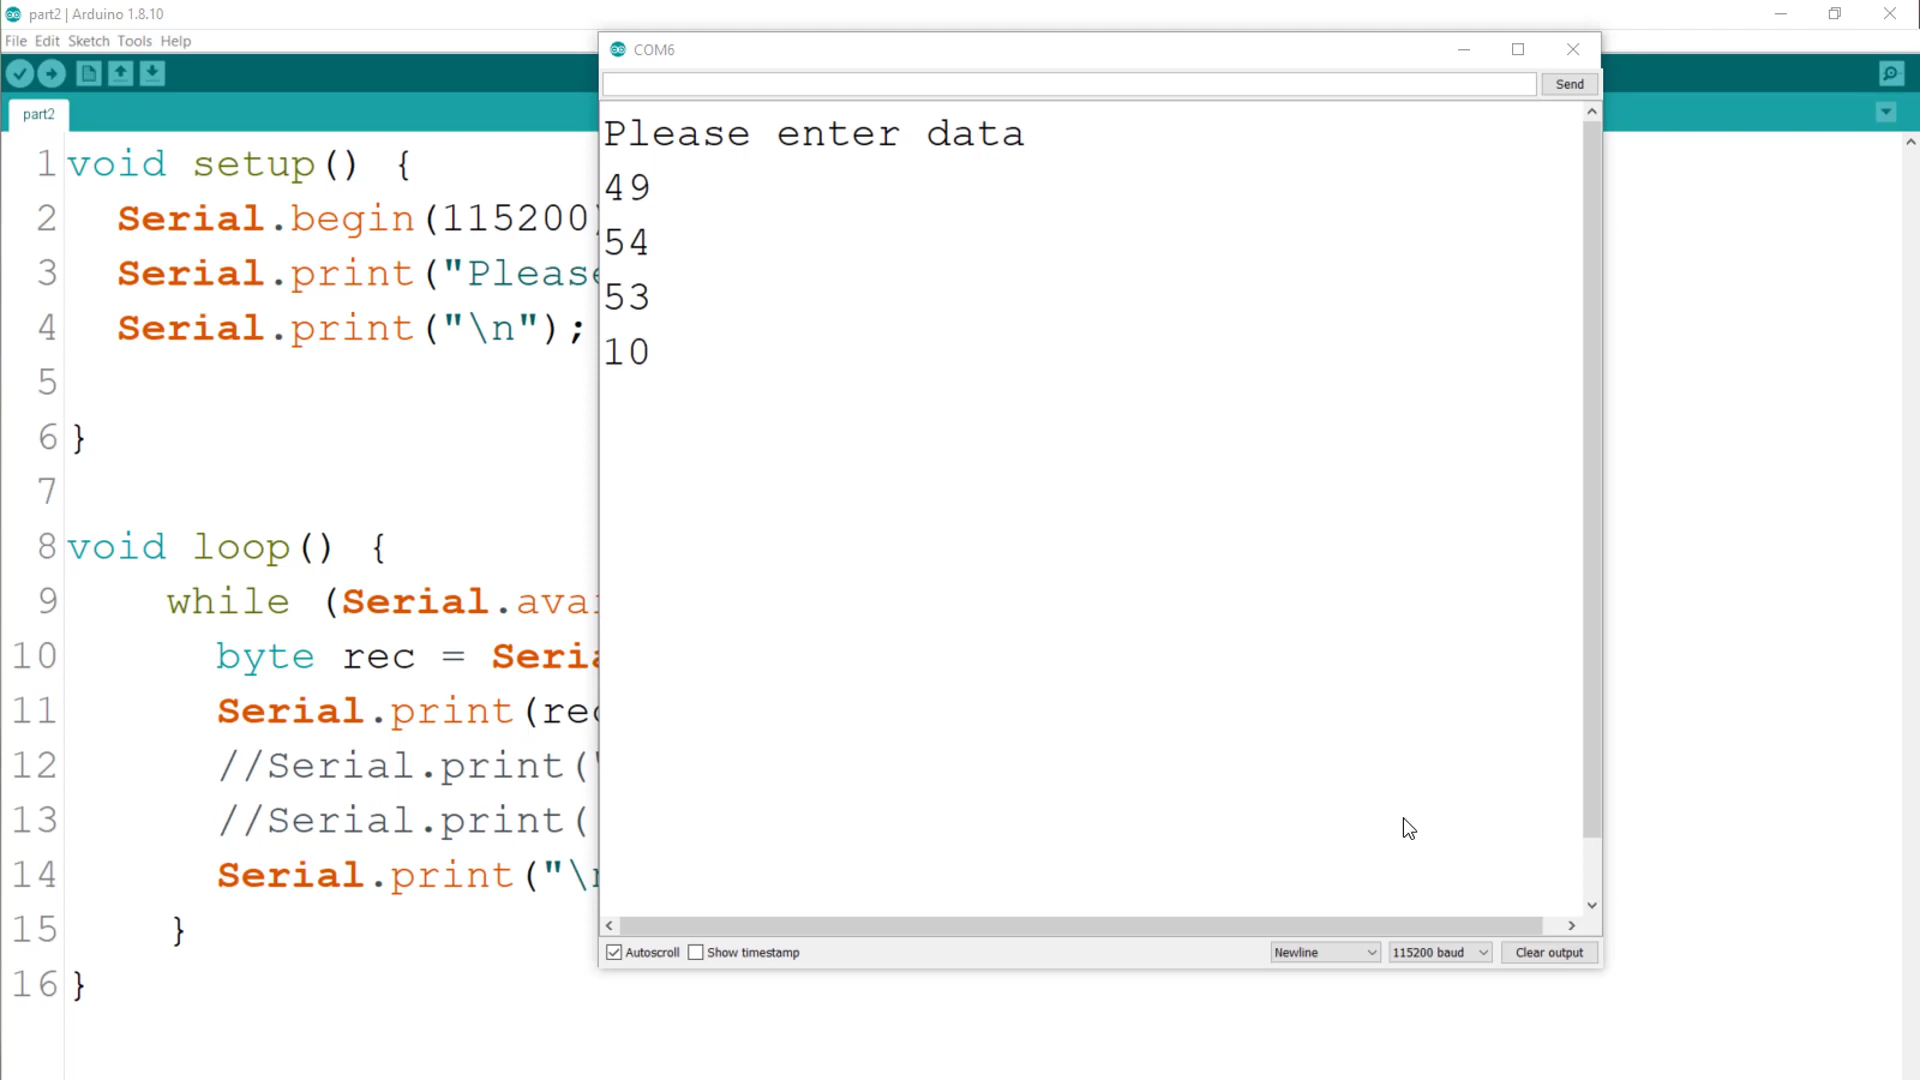 part2 | Arduino 1.8.10
File Edit Sketch Tools Help
part2
1 void setup() {
2 Serial.begin(115200)
3 Serial.print("Please
4 Serial.print("\n");
5
6 }
7
8 void loop() {
9 while (Serial.avai
10 byte rec = Seria
11 Serial.print(rec
12 //Serial.print("
13 //Serial.print(
14 Serial.print("\n
15 }
16 }
COM6
Send
Please enter data
49
54
53
10
Autoscroll Show timestamp Newline 115200 baud Clear output